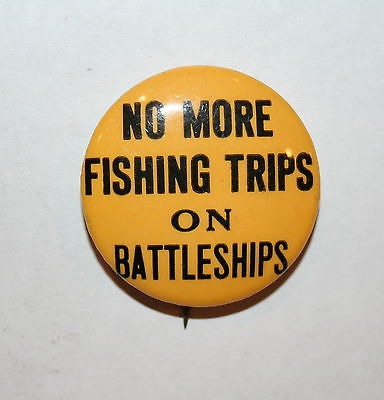 NO MORE
FISHING TRIPS
ON
BATTLESHIPS